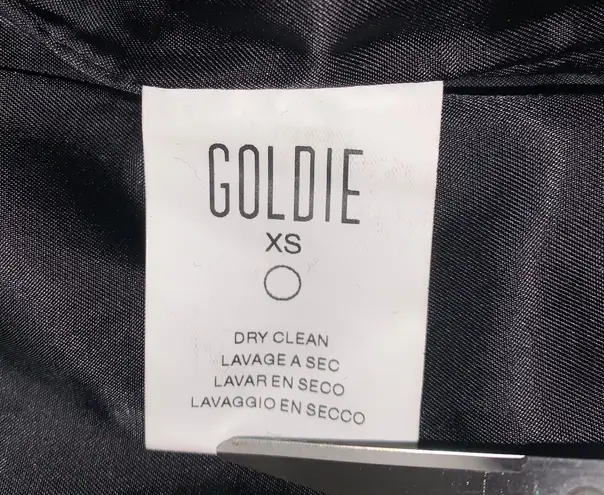 GOLDIE
XS
DRY CLEAN
LAVAGE A SEC
LAVAR EN SECO
LAVAGGIO EN SECCO